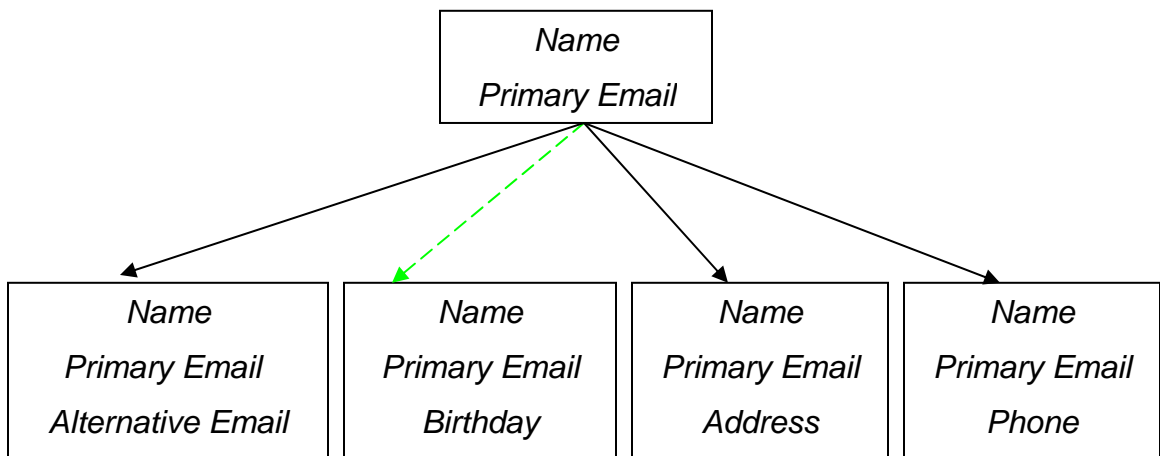 Name
Primary Email
Name
Primary Email
Alternative Email
Name
Primary Email
Birthday
Name
Primary Email
Address
Name
Primary Email
Phone